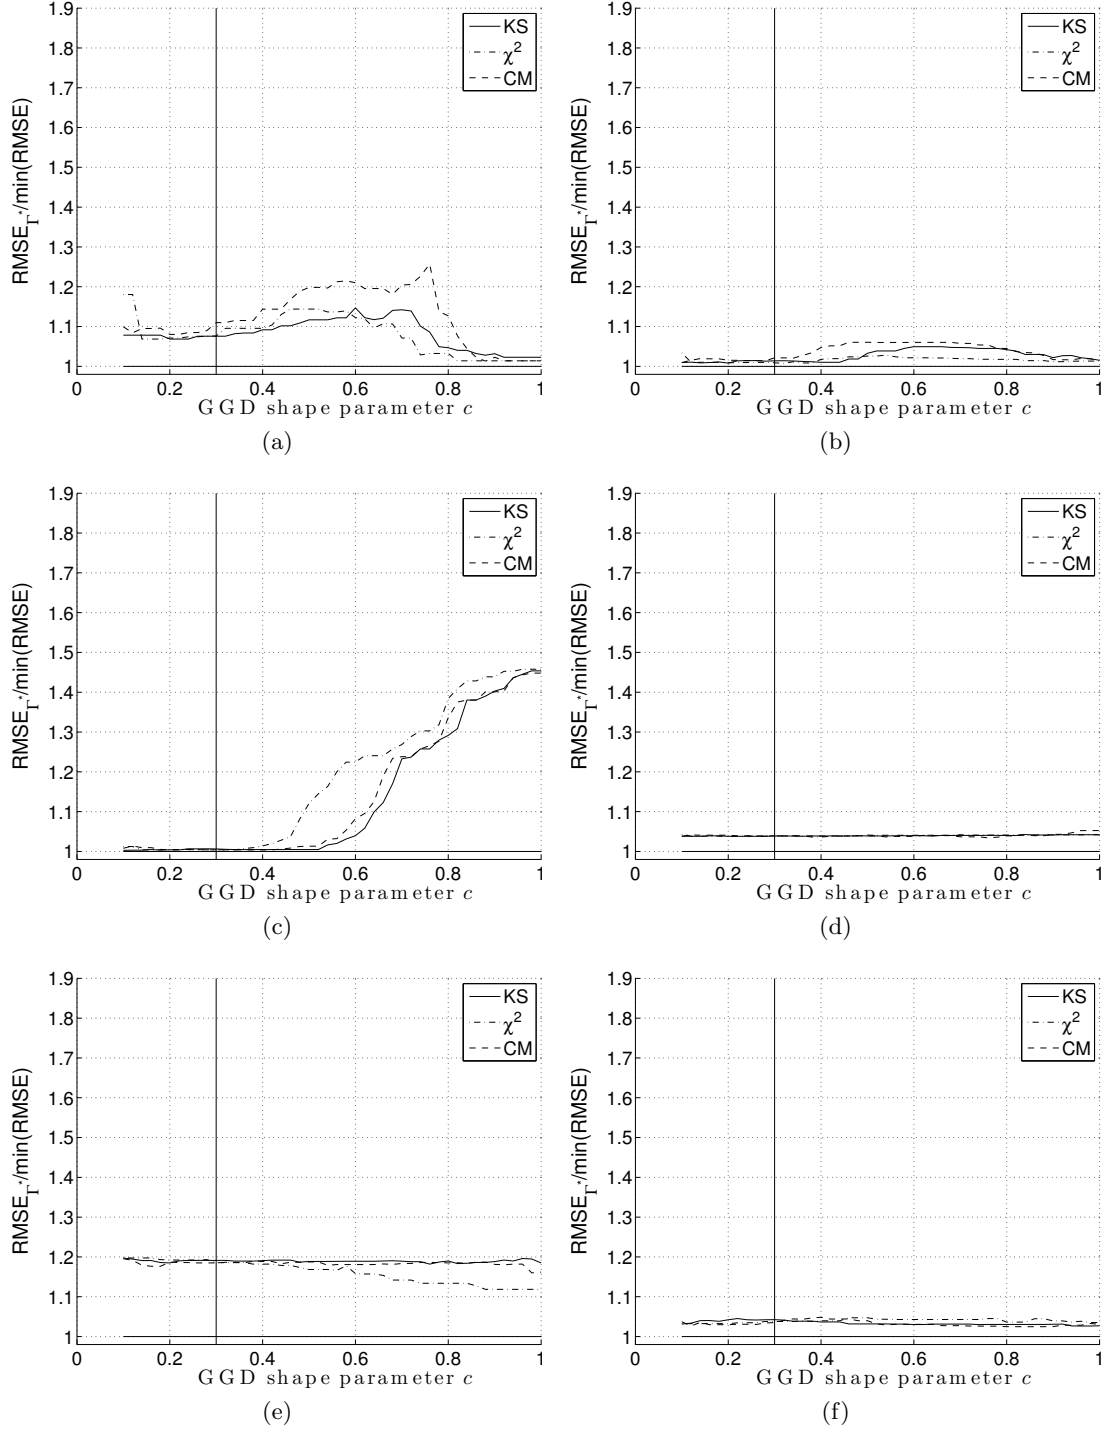 RMSE_Γ*/min(RMSE)
1.9
1.8
1.7
1.6
1.5
1.4
1.3
1.2
1.1
1
KS
χ²
CM
0 0.2 0.4 0.6 0.8 1
GGD shape parameter c
(a)
RMSE_Γ*/min(RMSE)
1.9
1.8
1.7
1.6
1.5
1.4
1.3
1.2
1.1
1
KS
χ²
CM
0 0.2 0.4 0.6 0.8 1
GGD shape parameter c
(b)
RMSE_Γ*/min(RMSE)
1.9
1.8
1.7
1.6
1.5
1.4
1.3
1.2
1.1
1
KS
χ²
CM
0 0.2 0.4 0.6 0.8 1
GGD shape parameter c
(c)
RMSE_Γ*/min(RMSE)
1.9
1.8
1.7
1.6
1.5
1.4
1.3
1.2
1.1
1
KS
χ²
CM
0 0.2 0.4 0.6 0.8 1
GGD shape parameter c
(d)
RMSE_Γ*/min(RMSE)
1.9
1.8
1.7
1.6
1.5
1.4
1.3
1.2
1.1
1
KS
χ²
CM
0 0.2 0.4 0.6 0.8 1
GGD shape parameter c
(e)
RMSE_Γ*/min(RMSE)
1.9
1.8
1.7
1.6
1.5
1.4
1.3
1.2
1.1
1
KS
χ²
CM
0 0.2 0.4 0.6 0.8 1
GGD shape parameter c
(f)